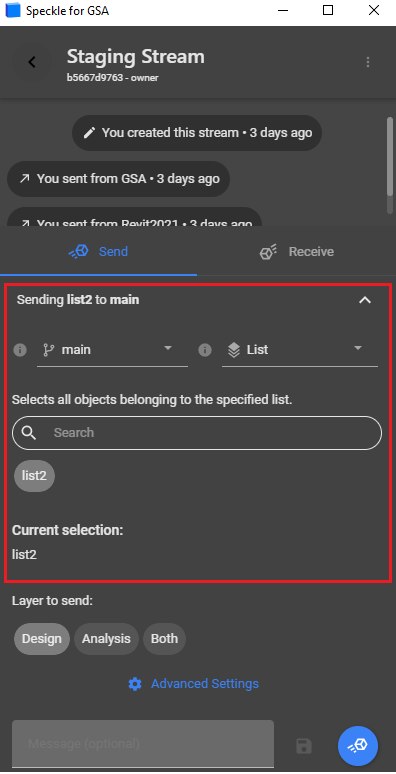 Speckle for GSA
Staging Stream
b5667d9763 - owner
You created this stream • 3 days ago
You sent from GSA • 3 days ago
You sent from Revit2021 • 3 days ago
Send
Receive
Sending list2 to main
main
List
Selects all objects belonging to the specified list.
Search
list2
Current selection:
list2
Layer to send:
Design Analysis Both
Advanced Settings
Message (optional)